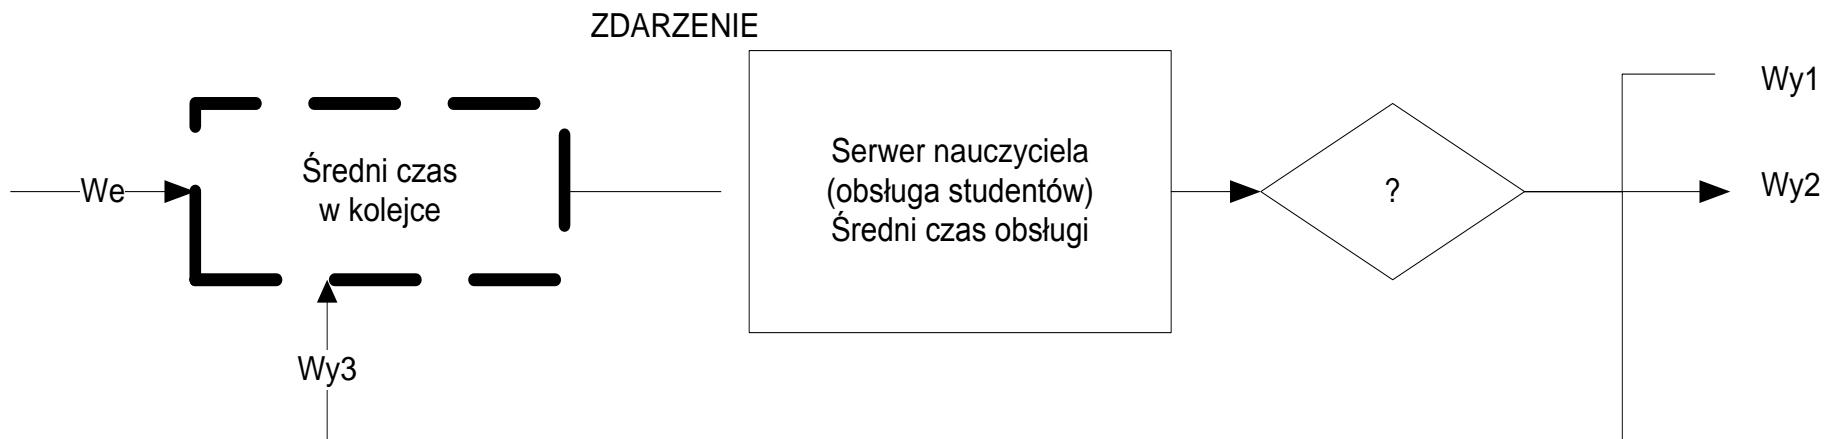 ZDARZENIE
We
Średni czas
w kolejce
Serwer nauczyciela
(obsługa studentów)
Średni czas obsługi
?
Wy1
Wy2
Wy3